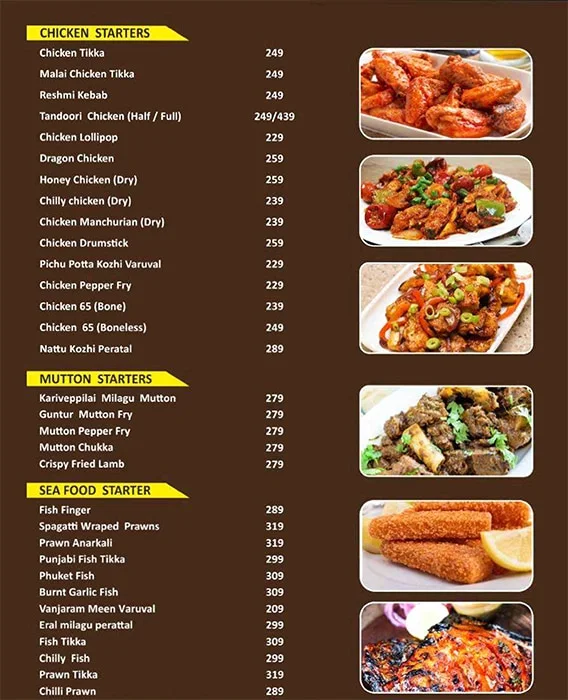 CHICKEN STARTERS
Chicken Tikka 249
Malai Chicken Tikka 249
Reshmi Kebab 249
Tandoori Chicken (Half / Full) 249/439
Chicken Lollipop 229
Dragon Chicken 259
Honey Chicken (Dry) 259
Chilly chicken (Dry) 239
Chicken Manchurian (Dry) 239
Chicken Drumstick 259
Pichu Potta Kozhi Varuval 229
Chicken Pepper Fry 229
Chicken 65 (Bone) 239
Chicken 65 (Boneless) 249
Nattu Kozhi Peratal 289
MUTTON STARTERS
Kariveppilai Milagu Mutton 279
Guntur Mutton Fry 279
Mutton Pepper Fry 279
Mutton Chukka 279
Crispy Fried Lamb 279
SEA FOOD STARTER
Fish Finger 289
Spagatti Wraped Prawns 319
Prawn Anarkali 319
Punjabi Fish Tikka 299
Phuket Fish 309
Burnt Garlic Fish 309
Vanjaram Meen Varuval 209
Eral milagu perattal 299
Fish Tikka 309
Chilly Fish 299
Prawn Tikka 319
Chilli Prawn 289